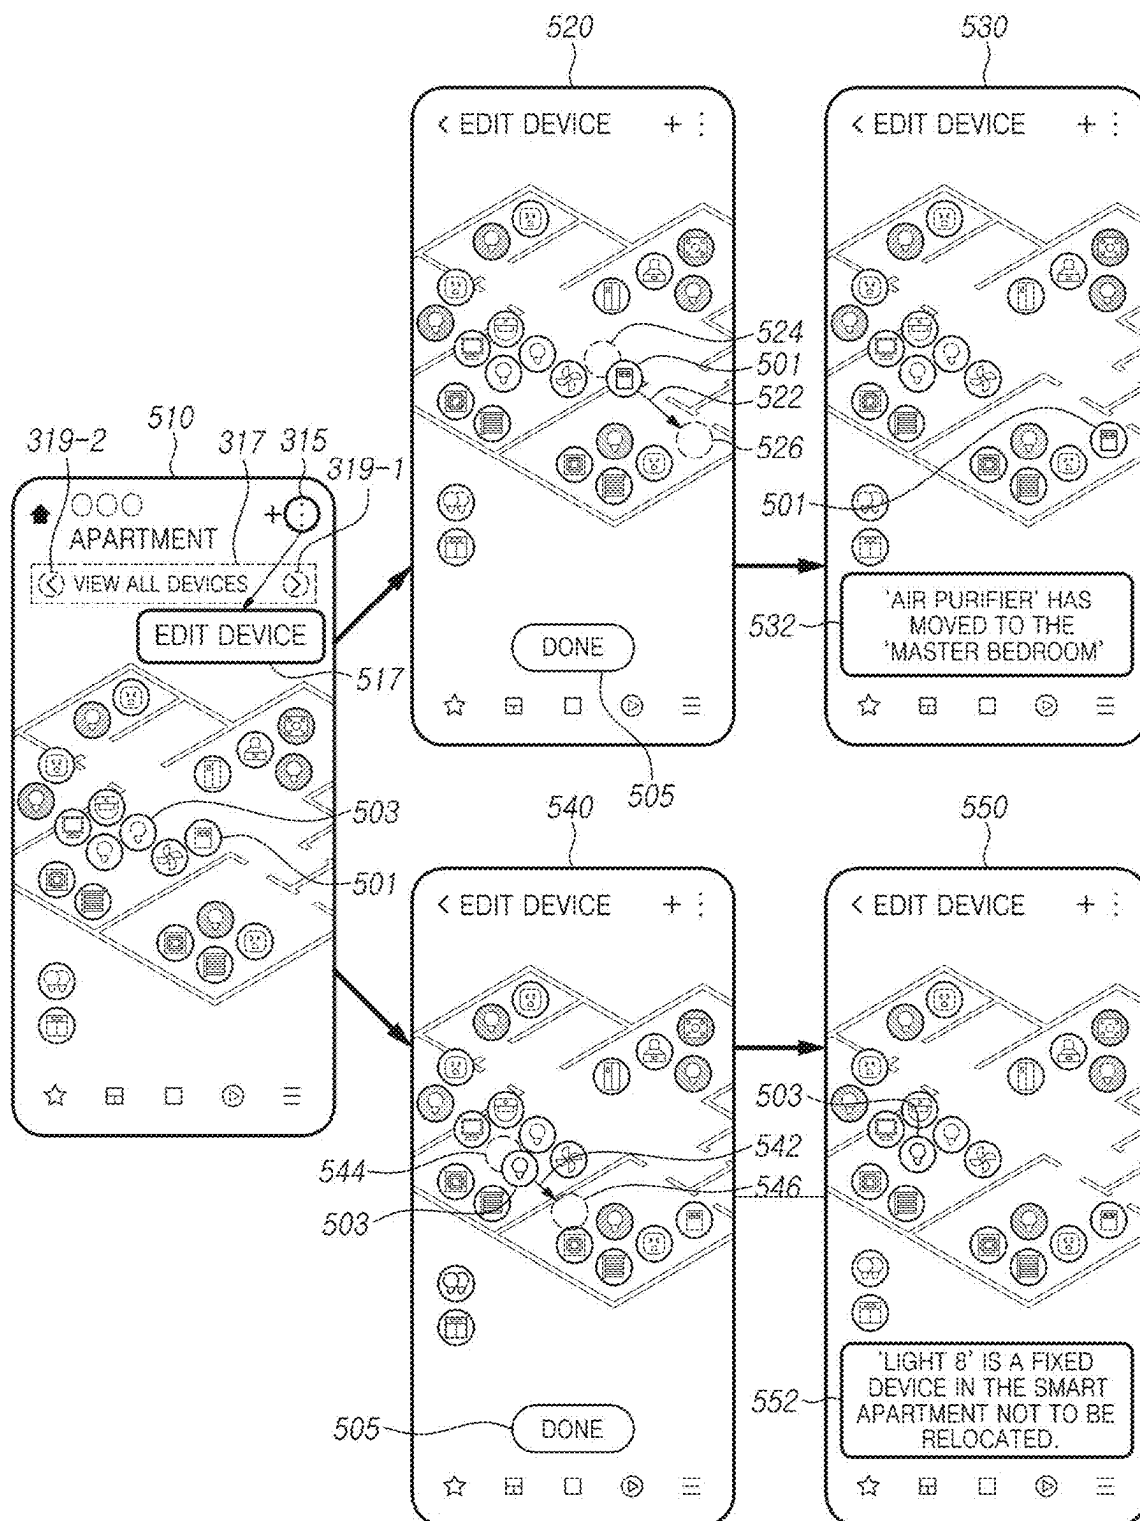 520
530
< EDIT DEVICE + ⋮
< EDIT DEVICE + ⋮
524
501
522
526
501
510
319-2
317
315
319-1
APARTMENT
< VIEW ALL DEVICES >
EDIT DEVICE
517
DONE
505
532
'AIR PURIFIER' HAS
MOVED TO THE
'MASTER BEDROOM'
503
501
540
550
< EDIT DEVICE + ⋮
< EDIT DEVICE + ⋮
544
503
542
546
503
505
DONE
552
'LIGHT 8' IS A FIXED
DEVICE IN THE SMART
APARTMENT NOT TO BE
RELOCATED.